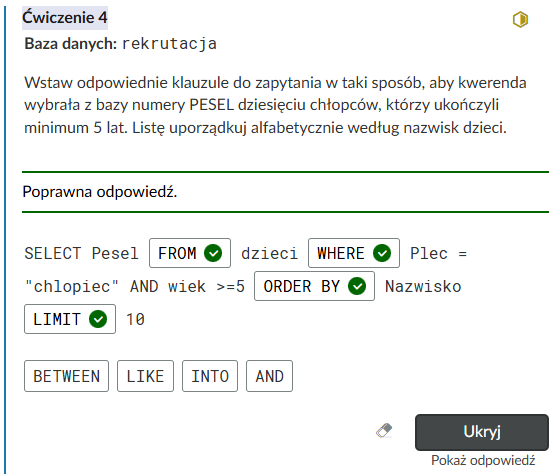 Ćwiczenie 4
Baza danych: rekrutacja
Wstaw odpowiednie klauzule do zapytania w taki sposób, aby kwerenda
wybrała z bazy numery PESEL dziesięciu chłopców, którzy ukończyli
minimum 5 lat. Listę uporządkuj alfabetycznie według nazwisk dzieci.
Poprawna odpowiedź.
SELECT Pesel FROM dzieci WHERE Plec =
"chlopiec" AND wiek >=5 ORDER BY Nazwisko
LIMIT 10
BETWEEN LIKE INTO AND
Ukryj
Pokaż odpowiedź